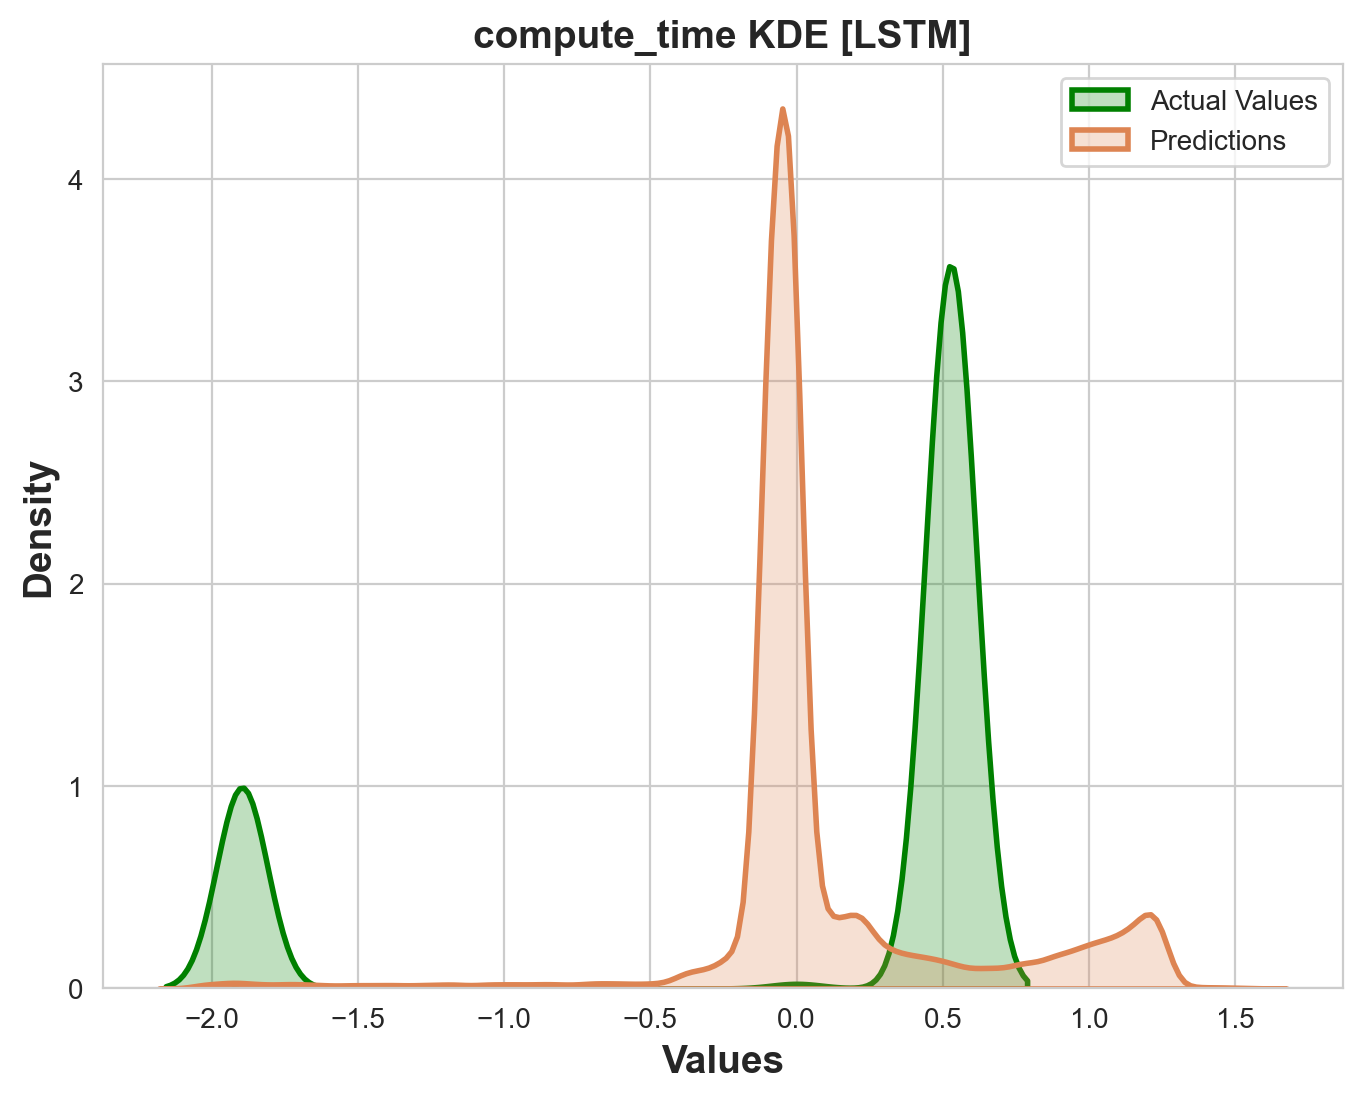 compute_time KDE [LSTM]
Actual Values
Predictions
Density
4
3
2
1
0
−2.0 −1.5 −1.0 −0.5 0.0 0.5 1.0 1.5
Values